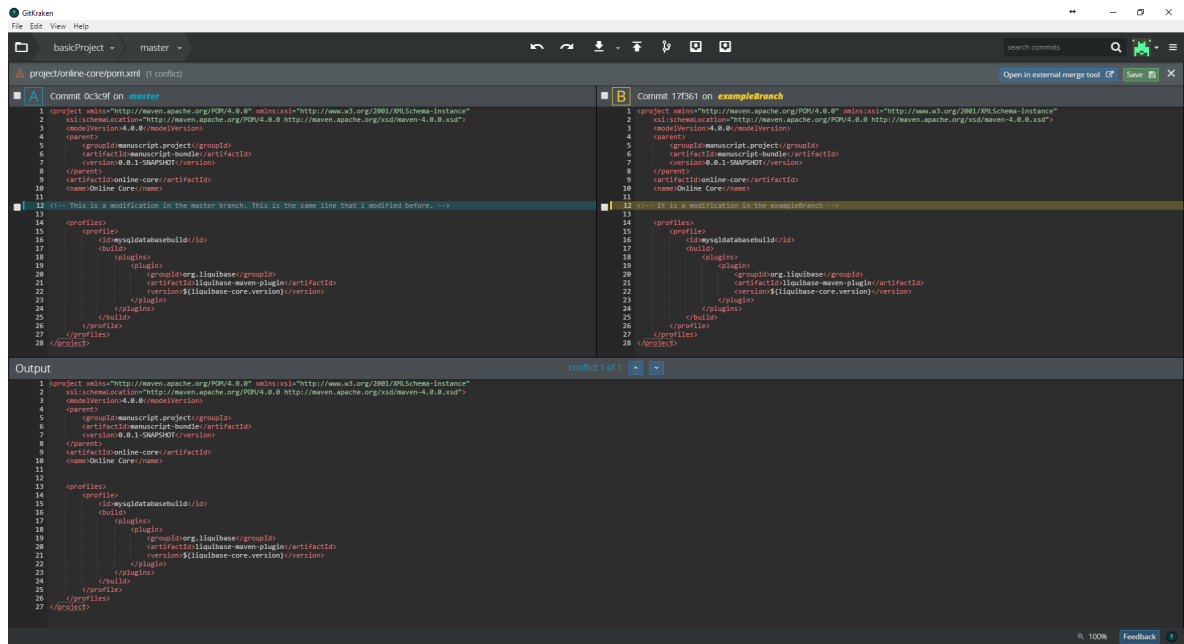 GitKraken
File Edit View Help
basicProject master search commits
project/online-core/pom.xml (1 conflict) Open in external merge tool Save
A Commit 0c3c9f on master
1 <project xmlns="http://maven.apache.org/POM/4.0.0" xmlns:xsi="http://www.w3.org/2001/XMLSchema-instance"
2 xsi:schemaLocation="http://maven.apache.org/POM/4.0.0 http://maven.apache.org/xsd/maven-4.0.0.xsd">
3 <modelVersion>4.0.0</modelVersion>
4 <parent>
5 <groupId>manuscript.project</groupId>
6 <artifactId>manuscript-bundle</artifactId>
7 <version>0.0.1-SNAPSHOT</version>
8 </parent>
9 <artifactId>online-core</artifactId>
10 <name>Online Core</name>
11
12 <!-- This is a modification in the master branch. This is the same line that i modified before. -->
13
14 <profiles>
15 <profile>
16 <id>mysqldatabasebuild</id>
17 <build>
18 <plugins>
19 <plugin>
20 <groupId>org.liquibase</groupId>
21 <artifactId>liquibase-maven-plugin</artifactId>
22 <version>${liquibase-core.version}</version>
23 </plugin>
24 </plugins>
25 </build>
26 </profile>
27 </profiles>
28 </project>
B Commit 17f361 on exampleBranch
1 <project xmlns="http://maven.apache.org/POM/4.0.0" xmlns:xsi="http://www.w3.org/2001/XMLSchema-instance"
2 xsi:schemaLocation="http://maven.apache.org/POM/4.0.0 http://maven.apache.org/xsd/maven-4.0.0.xsd">
3 <modelVersion>4.0.0</modelVersion>
4 <parent>
5 <groupId>manuscript.project</groupId>
6 <artifactId>manuscript-bundle</artifactId>
7 <version>0.0.1-SNAPSHOT</version>
8 </parent>
9 <artifactId>online-core</artifactId>
10 <name>Online Core</name>
11
12 <!-- It is a modification in the exampleBranch -->
13
14 <profiles>
15 <profile>
16 <id>mysqldatabasebuild</id>
17 <build>
18 <plugins>
19 <plugin>
20 <groupId>org.liquibase</groupId>
21 <artifactId>liquibase-maven-plugin</artifactId>
22 <version>${liquibase-core.version}</version>
23 </plugin>
24 </plugins>
25 </build>
26 </profile>
27 </profiles>
28 </project>
Output conflict 1 of 1
1 <project xmlns="http://maven.apache.org/POM/4.0.0" xmlns:xsi="http://www.w3.org/2001/XMLSchema-instance"
2 xsi:schemaLocation="http://maven.apache.org/POM/4.0.0 http://maven.apache.org/xsd/maven-4.0.0.xsd">
3 <modelVersion>4.0.0</modelVersion>
4 <parent>
5 <groupId>manuscript.project</groupId>
6 <artifactId>manuscript-bundle</artifactId>
7 <version>0.0.1-SNAPSHOT</version>
8 </parent>
9 <artifactId>online-core</artifactId>
10 <name>Online Core</name>
11
12
13 <profiles>
14 <profile>
15 <id>mysqldatabasebuild</id>
16 <build>
17 <plugins>
18 <plugin>
19 <groupId>org.liquibase</groupId>
20 <artifactId>liquibase-maven-plugin</artifactId>
21 <version>${liquibase-core.version}</version>
22 </plugin>
23 </plugins>
24 </build>
25 </profile>
26 </profiles>
27 </project>
100% Feedback